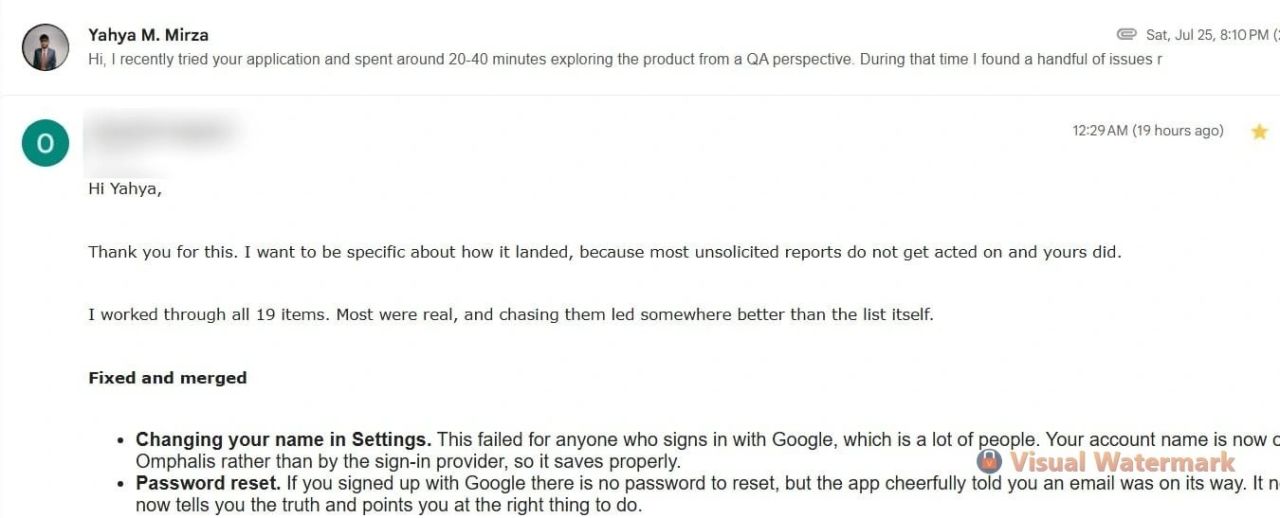 Yahya M. Mirza
Sat, Jul 25, 8:10 PM (
Hi, I recently tried your application and spent around 20-40 minutes exploring the product from a QA perspective. During that time I found a handful of issues r
O
12:29 AM (19 hours ago)
Hi Yahya,
Thank you for this. I want to be specific about how it landed, because most unsolicited reports do not get acted on and yours did.
I worked through all 19 items. Most were real, and chasing them led somewhere better than the list itself.
Fixed and merged
• Changing your name in Settings. This failed for anyone who signs in with Google, which is a lot of people. Your account name is now
Omphalis rather than by the sign-in provider, so it saves properly.
Visual Watermark
• Password reset. If you signed up with Google there is no password to reset, but the app cheerfully told you an email was on its way. It
now tells you the truth and points you at the right thing to do.